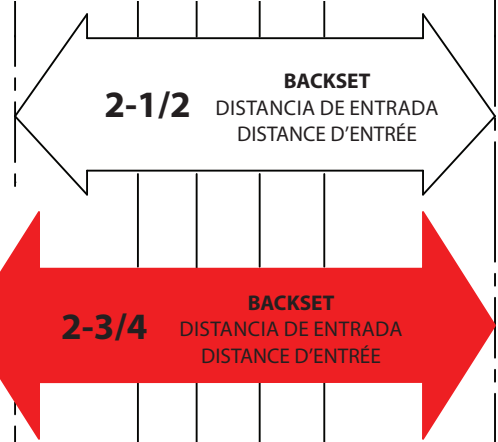 2-1/2
BACKSET
DISTANCIA DE ENTRADA
DISTANCE D’ENTRÉE
2-3/4
BACKSET
DISTANCIA DE ENTRADA
DISTANCE D’ENTRÉE